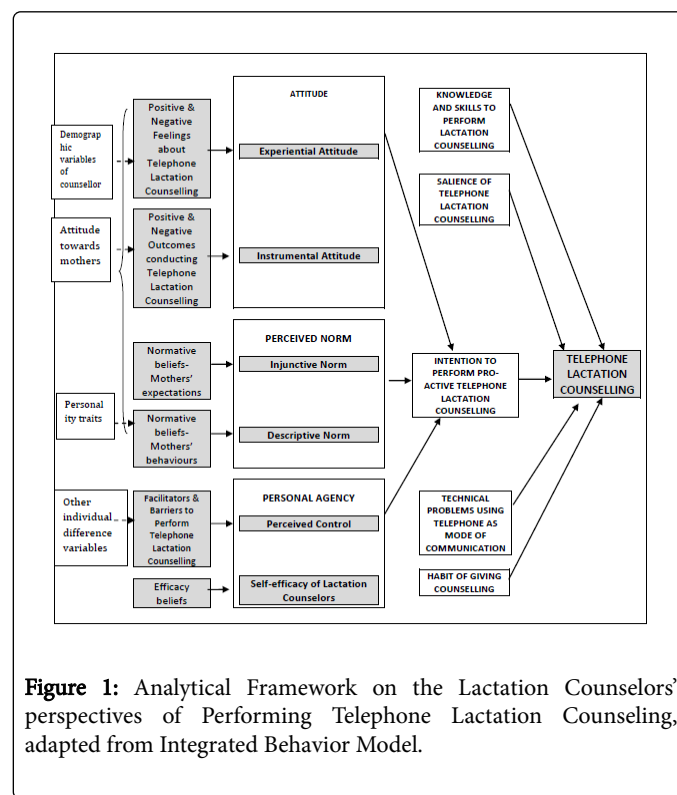 Demograp
hic
variables
of
counsellor
Attitude
towards
mothers
Personal
ity traits
Other
individual
difference
variables
Positive &
Negative
Feelings
about
Telephone
Lactation
Counselling
Positive &
Negative
Outcomes
conducting
Telephone
Lactation
Counselling
Normative
beliefs-
Mothers'
expectations
Normative
beliefs-
Mothers'
behaviours
Facilitators &
Barriers to
Perform
Telephone
Lactation
Counselling
Efficacy
beliefs
ATTITUDE
Experiential Attitude
Instrumental Attitude
PERCEIVED NORM
Injunctive Norm
Descriptive Norm
PERSONAL AGENCY
Perceived Control
Self-efficacy of Lactation
Counselors
KNOWLEDGE
AND SKILLS TO
PERFORM
LACTATION
COUNSELLING
SALIENCE OF
TELEPHONE
LACTATION
COUNSELLING
INTENTION TO
PERFORM PRO-
ACTIVE TELEPHONE
LACTATION
COUNSELLING
TECHNICAL
PROBLEMS USING
TELEPHONE AS
MODE OF
COMMUNICATION
HABIT OF GIVING
COUNSELLING
TELEPHONE
LACTATION
COUNSELLING
Figure 1: Analytical Framework on the Lactation Counselors'
perspectives of Performing Telephone Lactation Counseling,
adapted from Integrated Behavior Model.